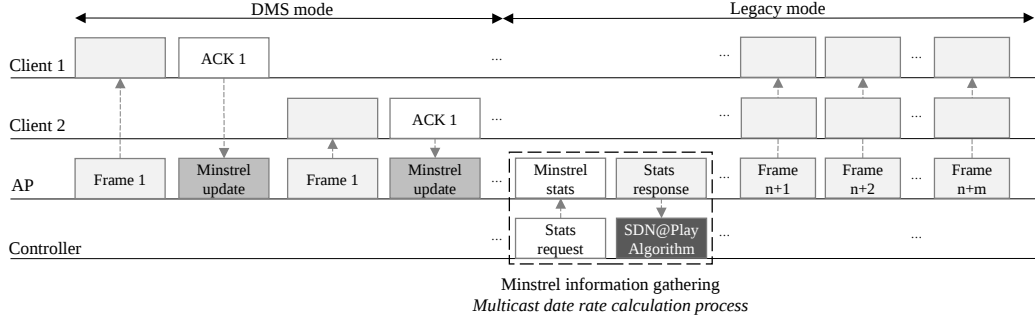 DMS mode
Legacy mode
Client 1
ACK 1
...
...
...
Client 2
ACK 1
...
...
...
AP
Frame 1
Minstrel
update
Frame 1
Minstrel
update
...
Minstrel
stats
Stats
response
...
Frame
n+1
Frame
n+2
...
Frame
n+m
Controller
...
Stats
request
SDN@Play
Algorithm
...
...
Minstrel information gathering
Multicast date rate calculation process